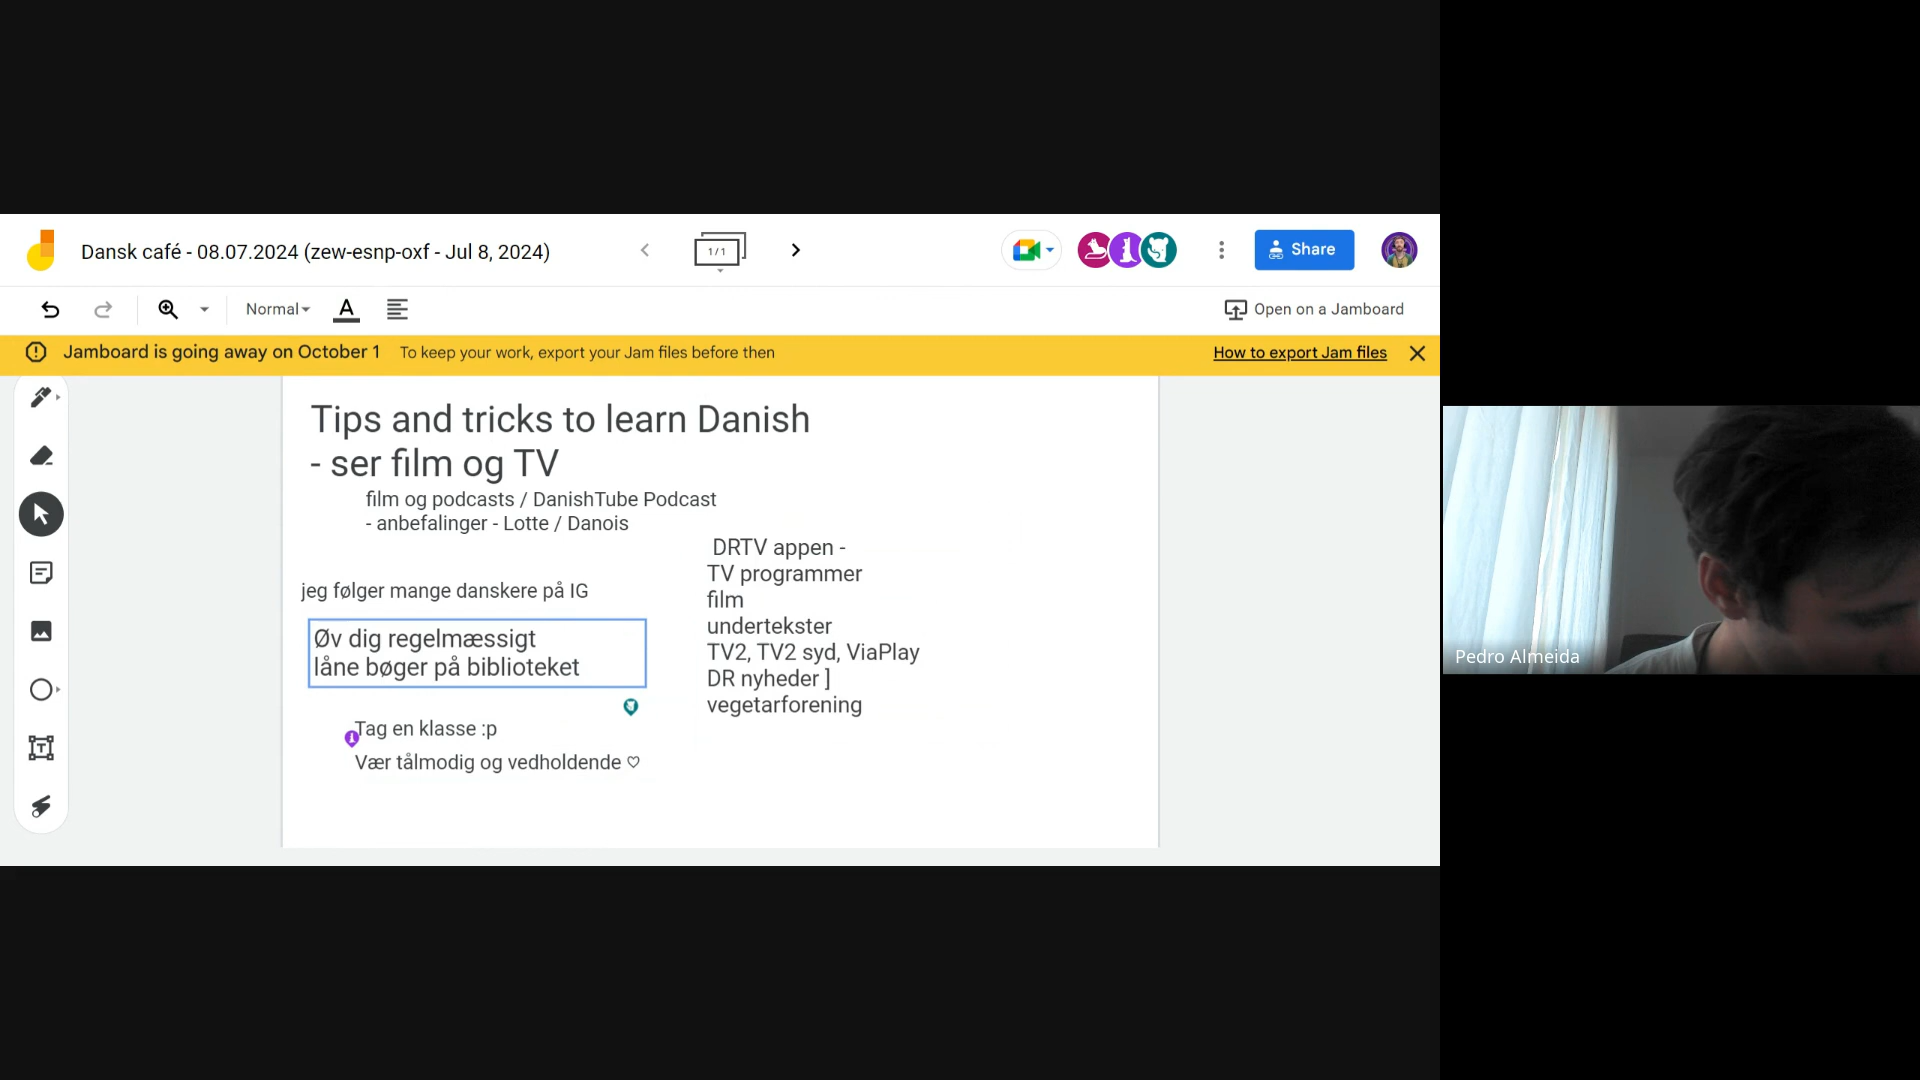 Dansk café - 08.07.2024 (zew-esnp-oxf - Jul 8, 2024)
1/1
Share
Normal
A
Open on a Jamboard
Jamboard is going away on October 1 To keep your work, export your Jam files before then
How to export Jam files
Tips and tricks to learn Danish
- ser film og TV
film og podcasts / DanishTube Podcast
- anbefalinger - Lotte / Danois
jeg følger mange danskere på IG
Øv dig regelmæssigt
låne bøger på biblioteket
Tag en klasse :p
Vær tålmodig og vedholdende ♡
DRTV appen -
TV programmer
film
undertekster
TV2, TV2 syd, ViaPlay
DR nyheder ]
vegetarforening
Pedro Almeida